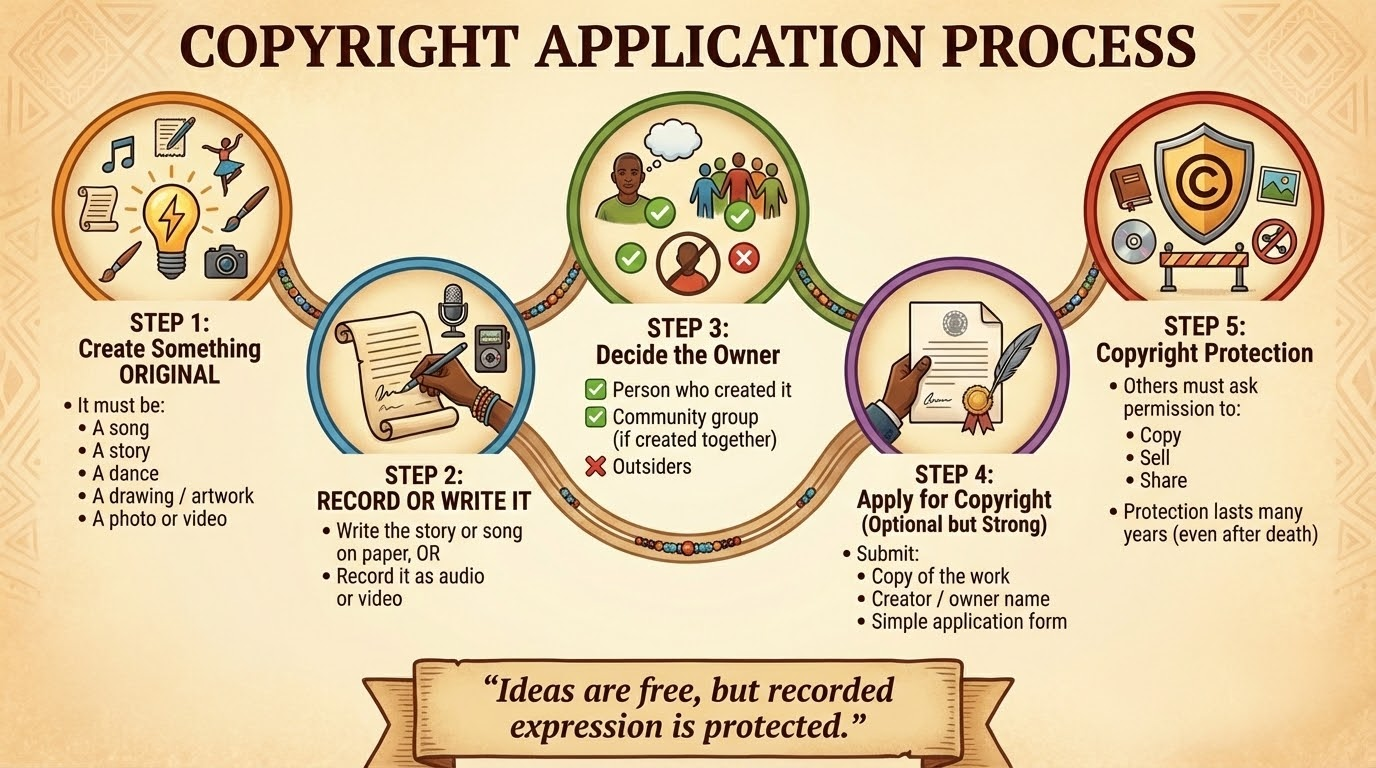 COPYRIGHT APPLICATION PROCESS
STEP 1:
Create Something
ORIGINAL
• It must be:
• A song
• A story
• A dance
• A drawing / artwork
• A photo or video
STEP 2:
RECORD OR WRITE IT
• Write the story or song
on paper, OR
• Record it as audio
or video
STEP 3:
Decide the Owner
✓ Person who created it
✓ Community group
(if created together)
✗ Outsiders
STEP 4:
Apply for Copyright
(Optional but Strong)
• Submit:
• Copy of the work
• Creator / owner name
• Simple application form
C
STEP 5:
Copyright Protection
• Others must ask
permission to:
• Copy
• Sell
• Share
• Protection lasts many
years (even after death)
“Ideas are free, but recorded
expression is protected.”